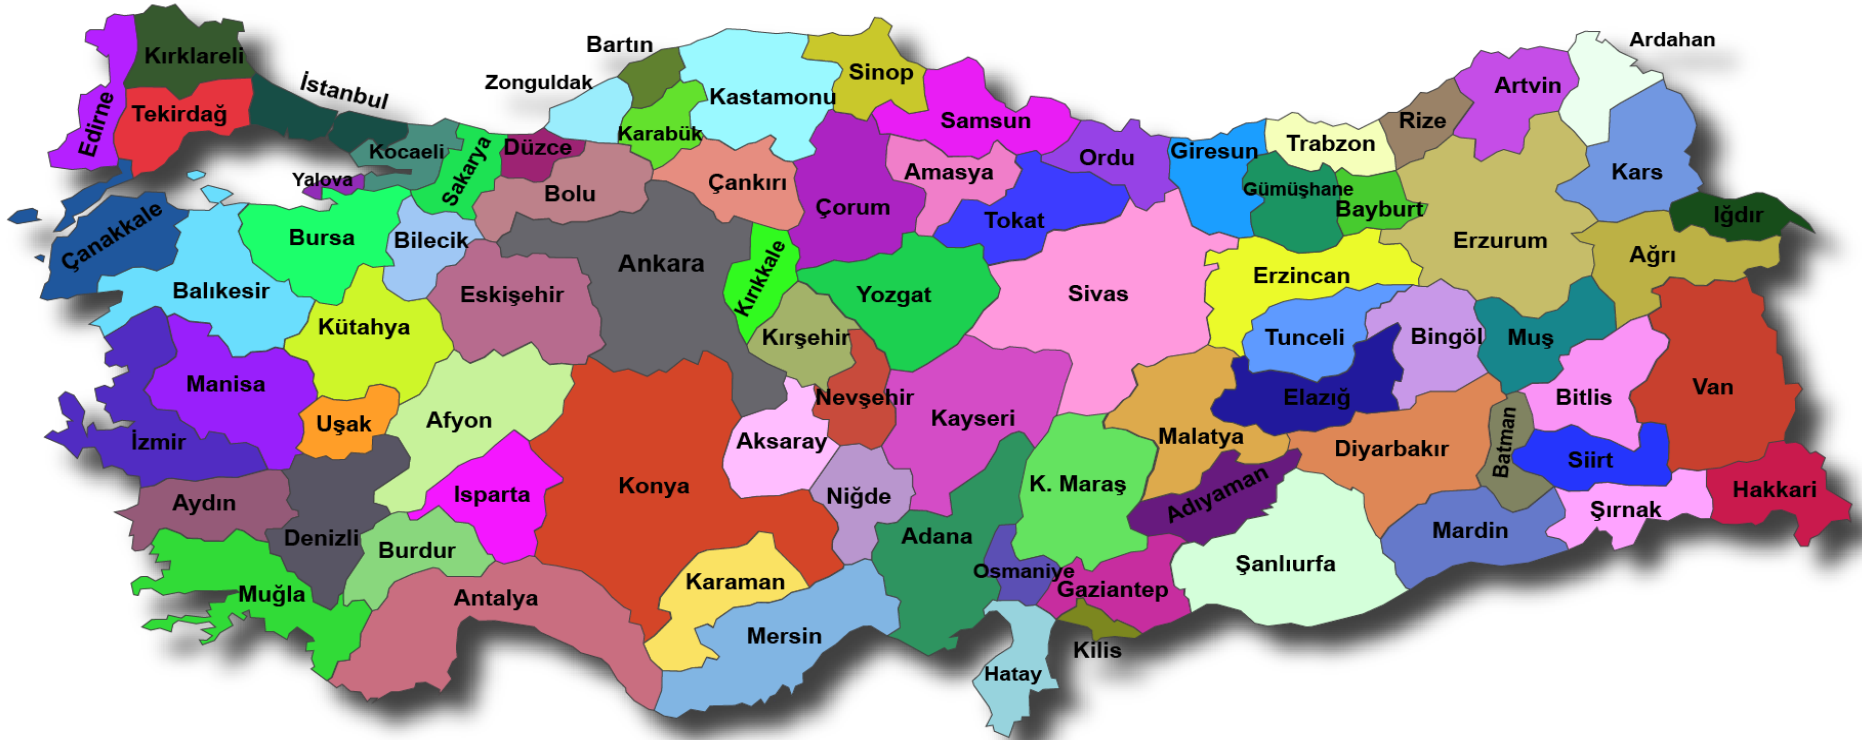 Ardahan
Bartın
Kırklareli
Sinop
Zonguldak
Artvin
İstanbul
Kastamonu
Tekirdağ
Samsun
Rize
Edirne
Karabük
Trabzon
Düzce
Kocaeli
Giresun
Ordu
Sakarya
Kars
Amasya
Yalova
Çankırı
Gümüşhane
Bolu
Çorum
Bayburt
Iğdır
Tokat
Çanakkale
Bursa
Bilecik
Erzurum
Ağrı
Ankara
Kırıkkale
Erzincan
Balıkesir
Eskişehir
Yozgat
Sivas
Kütahya
Kırşehir
Tunceli
Bingöl
Muş
Manisa
Van
Nevşehir
Elazığ
Bitlis
Uşak
Afyon
Kayseri
İzmir
Aksaray
Malatya
Batman
Diyarbakır
Siirt
K. Maraş
Konya
Isparta
Niğde
Adıyaman
Hakkari
Aydın
Şırnak
Mardin
Denizli
Adana
Burdur
Şanlıurfa
Osmaniye
Karaman
Gaziantep
Muğla
Antalya
Mersin
Kilis
Hatay